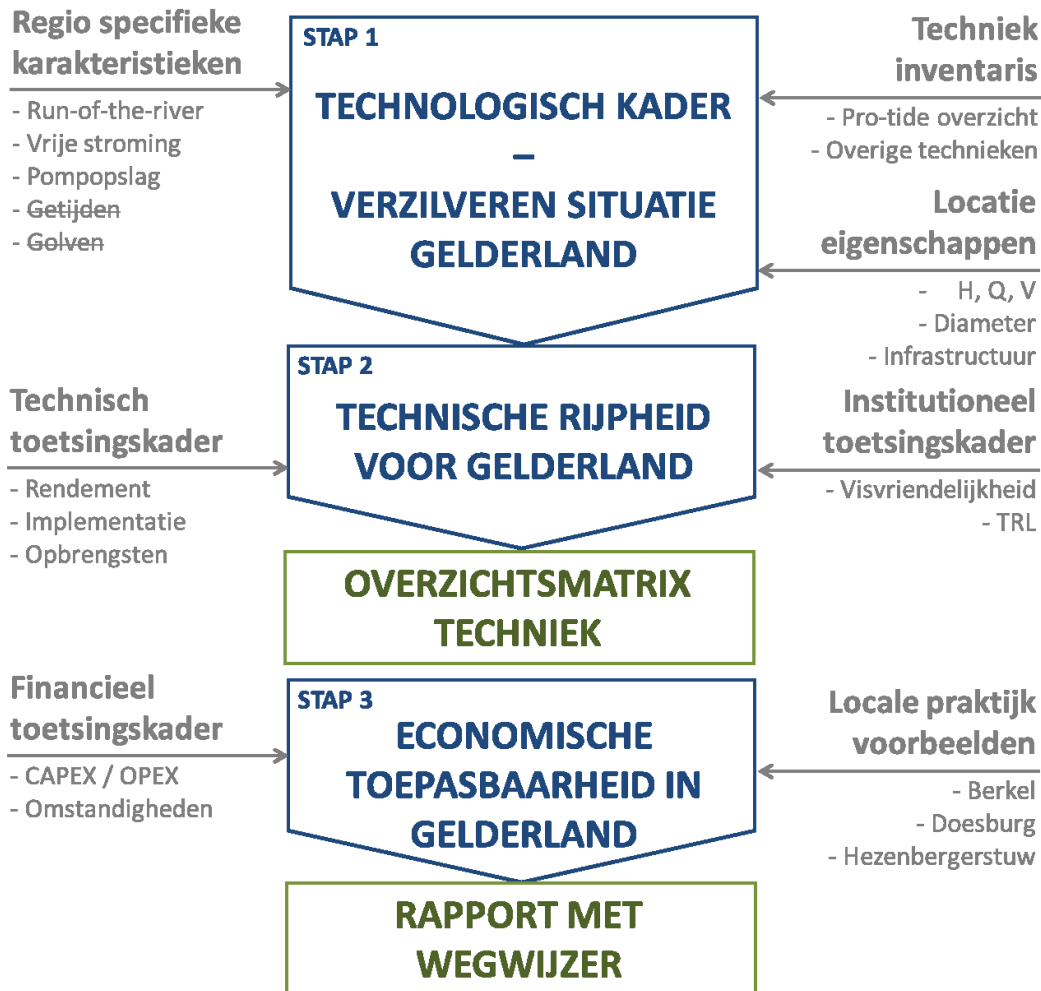 Regio specifieke
karakteristieken
- Run-of-the-river
- Vrije stroming
- Pompopslag
- Getijden
- Golven
STAP 1
TECHNOLOGISCH KADER
–
VERZILVEREN SITUATIE
GELDERLAND
Techniek
inventaris
- Pro-tide overzicht
- Overige technieken
Locatie
eigenschappen
- H, Q, V
- Diameter
- Infrastructuur
Technisch
toetsingskader
- Rendement
- Implementatie
- Opbrengsten
STAP 2
TECHNISCHE RIJPHEID
VOOR GELDERLAND
Institutioneel
toetsingskader
- Visvriendelijkheid
- TRL
OVERZICHTSMATRIX
TECHNIEK
Financieel
toetsingskader
- CAPEX / OPEX
- Omstandigheden
STAP 3
ECONOMISCHE
TOEPASBAARHEID IN
GELDERLAND
Locale praktijk
voorbeelden
- Berkel
- Doesburg
- Hezenbergerstuw
RAPPORT MET
WEGWIJZER